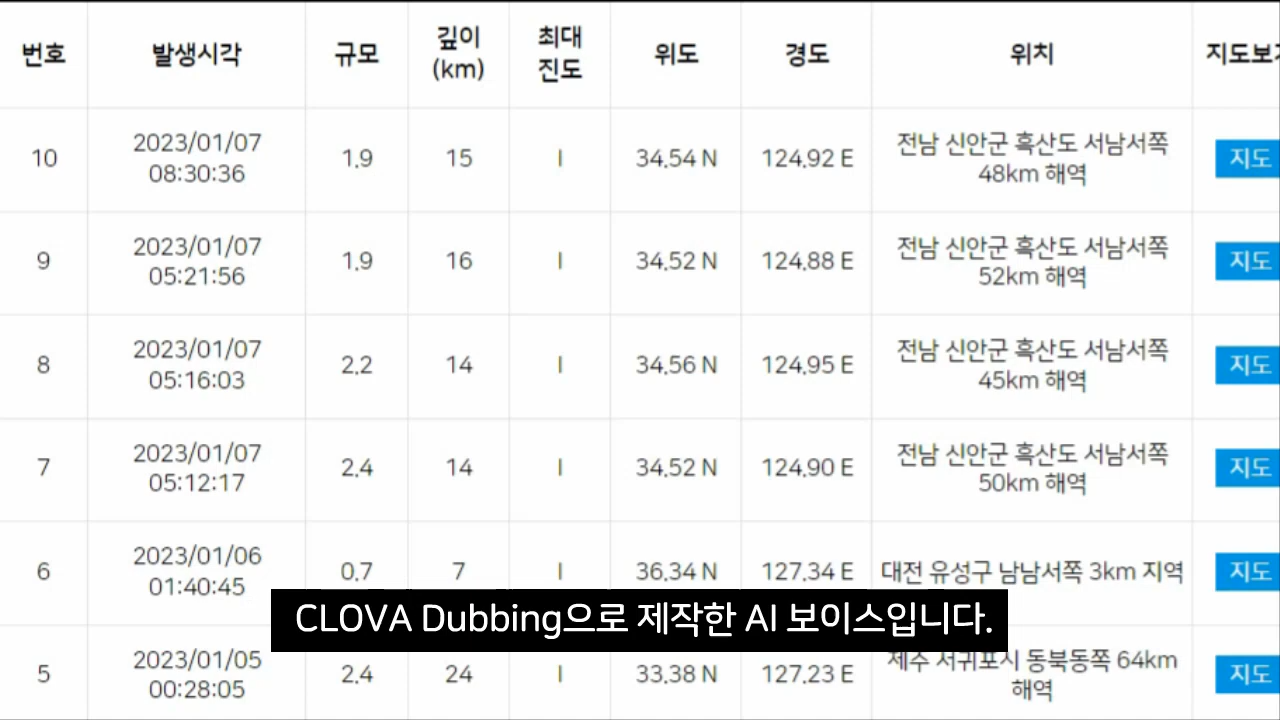 번호 발생시각 규모 깊이 (km) 최대 진도 위도 경도 위치 지도보기
10 2023/01/07 08:30:36 1.9 15 Ⅰ 34.54 N 124.92 E 전남 신안군 흑산도 서남서쪽 48km 해역 지도
9 2023/01/07 05:21:56 1.9 16 Ⅰ 34.52 N 124.88 E 전남 신안군 흑산도 서남서쪽 52km 해역 지도
8 2023/01/07 05:16:03 2.2 14 Ⅰ 34.56 N 124.95 E 전남 신안군 흑산도 서남서쪽 45km 해역 지도
7 2023/01/07 05:12:17 2.4 14 Ⅰ 34.52 N 124.90 E 전남 신안군 흑산도 서남서쪽 50km 해역 지도
6 2023/01/06 01:40:45 0.7 7 Ⅰ 36.34 N 127.34 E 대전 유성구 남남서쪽 3km 지역 지도
CLOVA Dubbing으로 제작한 AI 보이스입니다.
5 2023/01/05 00:28:05 2.4 24 Ⅰ 33.38 N 127.23 E 제주 서귀포시 동북동쪽 64km 해역 지도